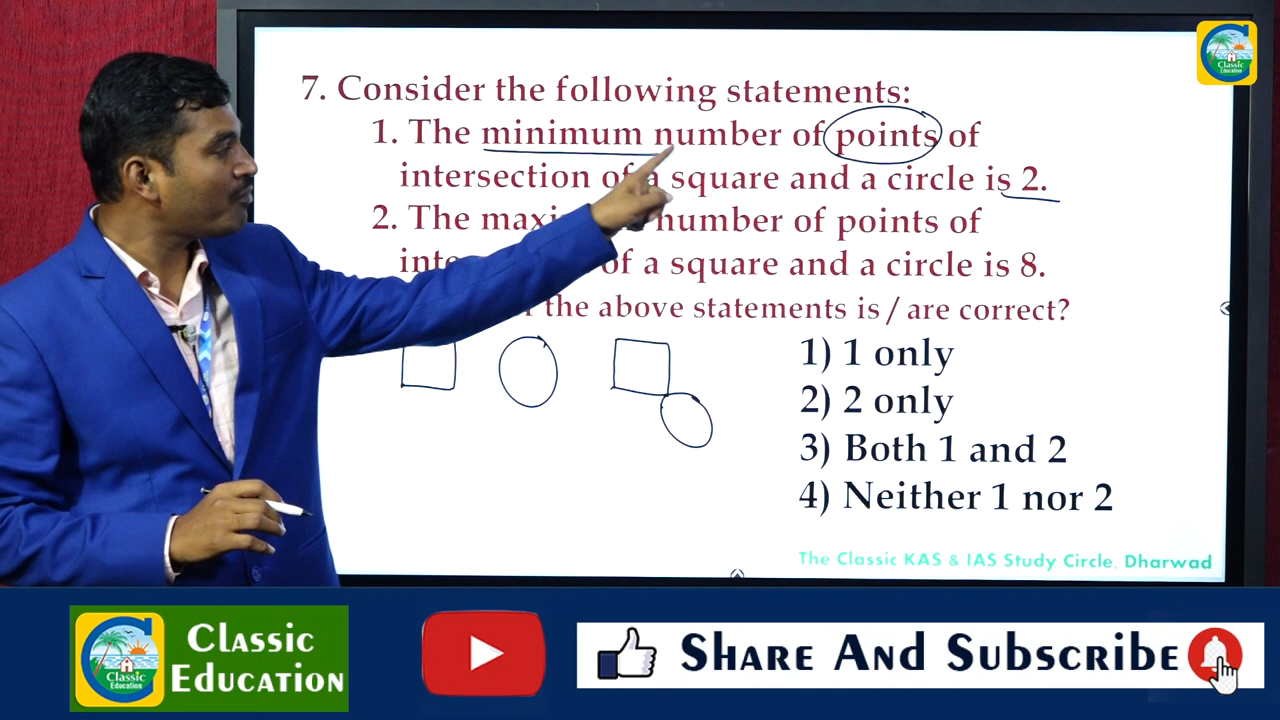 Classic
Education
7. Consider the following statements:
1. The minimum number of points of
intersection of a square and a circle is 2.
2. The number of points of
of a square and a circle is 8.
the above statements is / are correct?
1) 1 only
2) 2 only
3) Both 1 and 2
4) Neither 1 nor 2
The Classic KAS & IAS Study Circle, Dharwad
Classic
Education
Classic
Education
Share And Subscribe